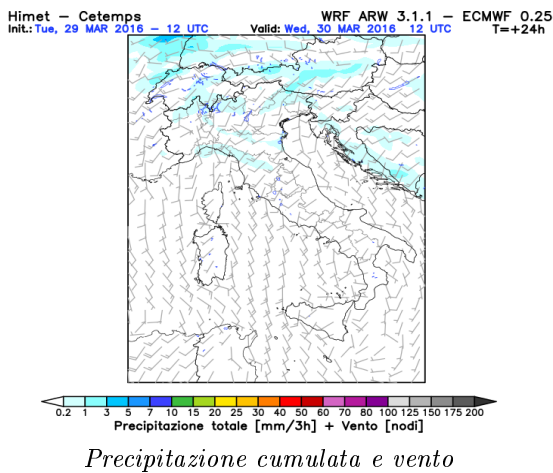 Himet – Cetemps WRF ARW 3.1.1 – ECMWF 0.25
Init.: Tue, 29 MAR 2016 – 12 UTC Valid: Wed, 30 MAR 2016 12 UTC T=+24h
0.2 1 3 5 7 10 15 20 25 30 40 50 60 70 80 100 125 150 175 200
Precipitazione totale [mm/3h] + Vento [nodi]
Precipitazione cumulata e vento